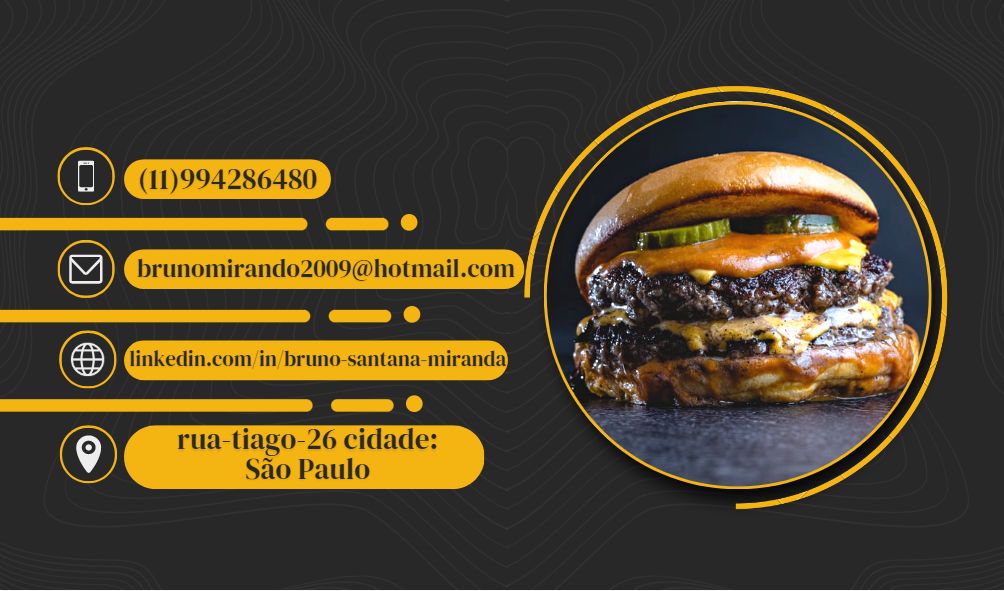 (11)994286480
brunomirando2009@hotmail.com
linkedin.com/in/bruno-santana-miranda
rua-tiago-26 cidade:
São Paulo